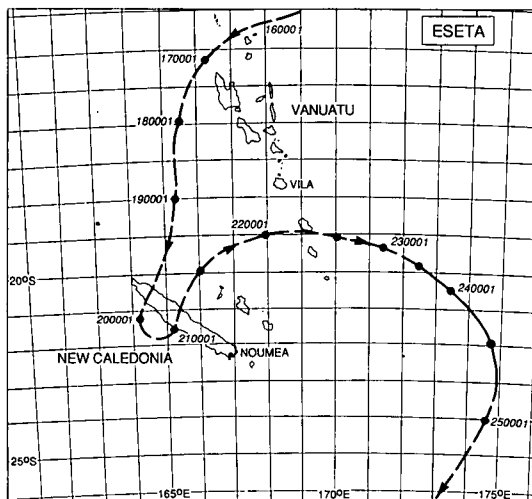 ESETA
160001
170001
VANUATU
180001
VILA
190001
220001
230001
20°S
240001
200001
210001
NOUMEA
NEW CALEDONIA
250001
25°S
165°E
170°E
175°E